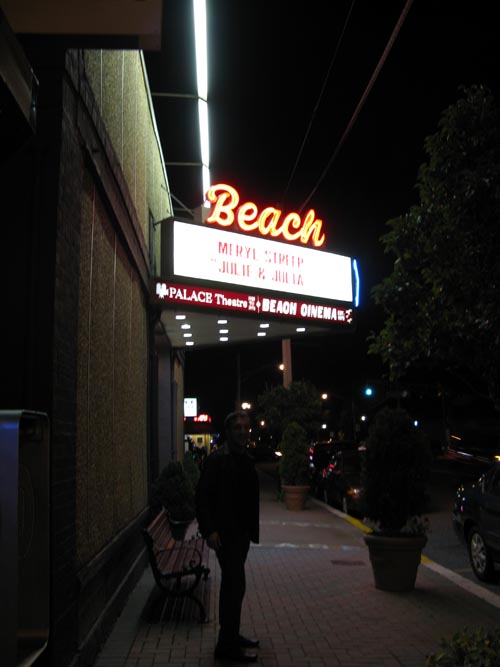 Beach
MERYL STREEP
"JULIE & JULIA
PALACE Theatre
BEACH CINEMA